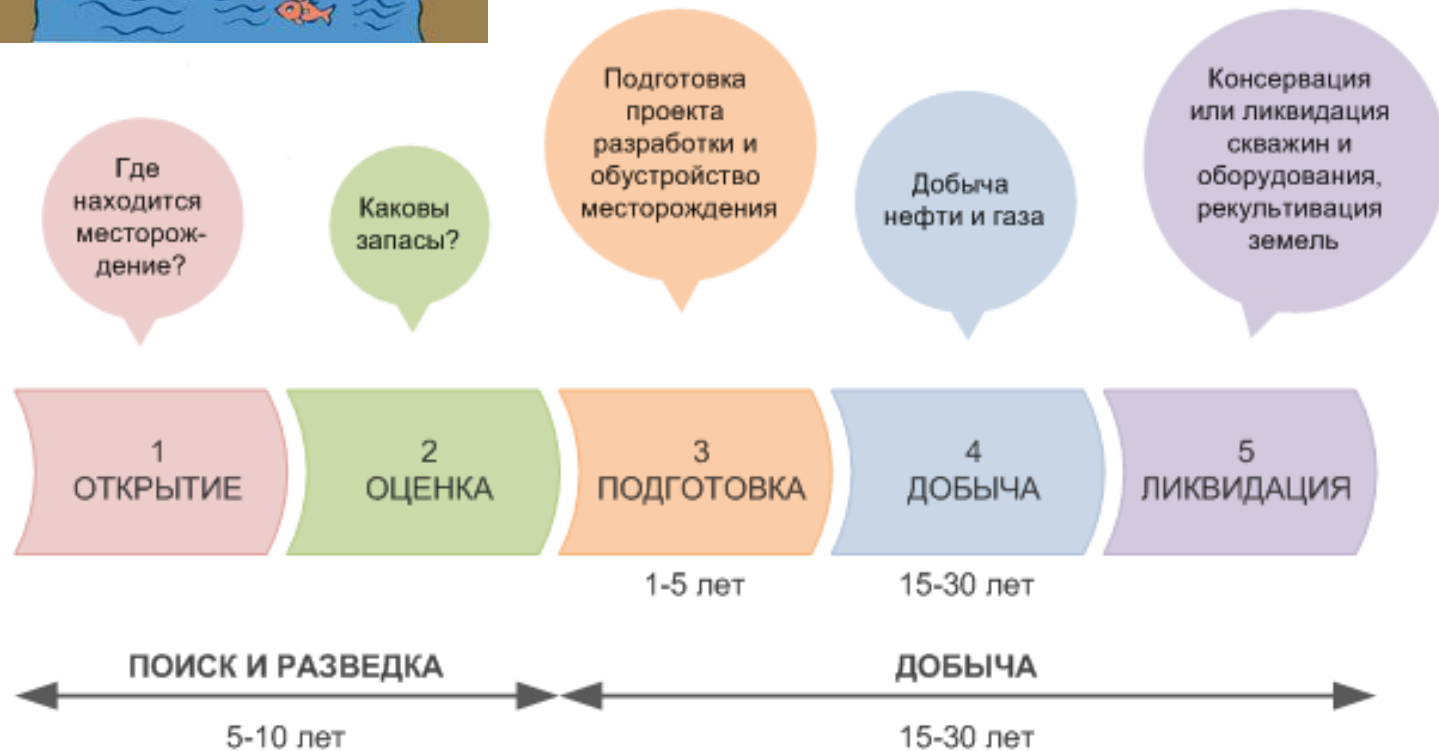 Где
находится
месторож-
дение?
Каковы
запасы?
Подготовка
проекта
разработки и
обустройство
месторождения
Добыча
нефти и газа
Консервация
или ликвидация
скважин и
оборудования,
рекультивация
земель
1
ОТКРЫТИЕ
2
ОЦЕНКА
3
ПОДГОТОВКА
4
ДОБЫЧА
5
ЛИКВИДАЦИЯ
1-5 лет
15-30 лет
ПОИСК И РАЗВЕДКА
ДОБЫЧА
5-10 лет
15-30 лет